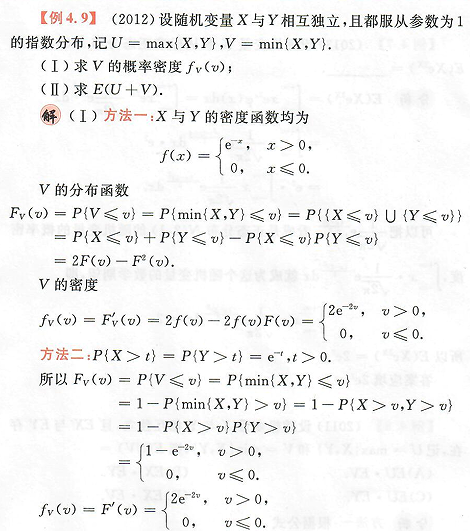 【例 4.9】 (2012)设随机变量 X 与 Y 相互独立,且都服从参数为 1
的指数分布,记 U = max{X,Y},V = min{X,Y}.
(Ⅰ)求 V 的概率密度 f_V(v);
(Ⅱ)求 E(U+V).
解 (Ⅰ)方法一:X 与 Y 的密度函数均为
f(x) = { e^{-x}, x > 0,
0, x ⩽ 0.
V 的分布函数
F_V(v) = P{V ⩽ v} = P{min{X,Y} ⩽ v} = P{{X ⩽ v} ∪ {Y ⩽ v}}
= P{X ⩽ v} + P{Y ⩽ v} − P{X ⩽ v}P{Y ⩽ v}
= 2F(v) − F²(v).
V 的密度
f_V(v) = F′_V(v) = 2f(v) − 2f(v)F(v) = { 2e^{-2v}, v > 0,
0, v ⩽ 0.
方法二:P{X > t} = P{Y > t} = e^{-t}, t > 0.
所以 F_V(v) = P{V ⩽ v} = P{min{X,Y} ⩽ v}
= 1 − P{min{X,Y} > v} = 1 − P{X > v,Y > v}
= 1 − P{X > v}P{Y > v}
= { 1 − e^{-2v}, v > 0,
0, v ⩽ 0.
f_V(v) = F′(v) = { 2e^{-2v}, v > 0,
0, v ⩽ 0.